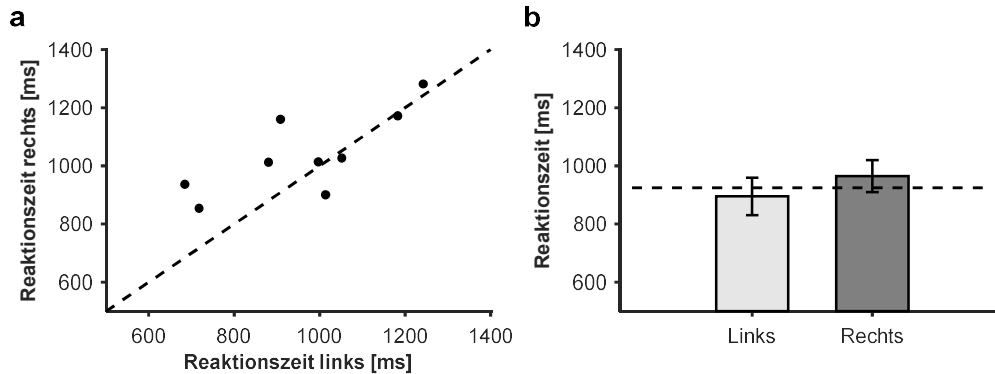 a
Reaktionszeit rechts [ms]
1400
1200
1000
800
600
600 800 1000 1200 1400
Reaktionszeit links [ms]
b
Reaktionszeit [ms]
1400
1200
1000
800
600
Links Rechts